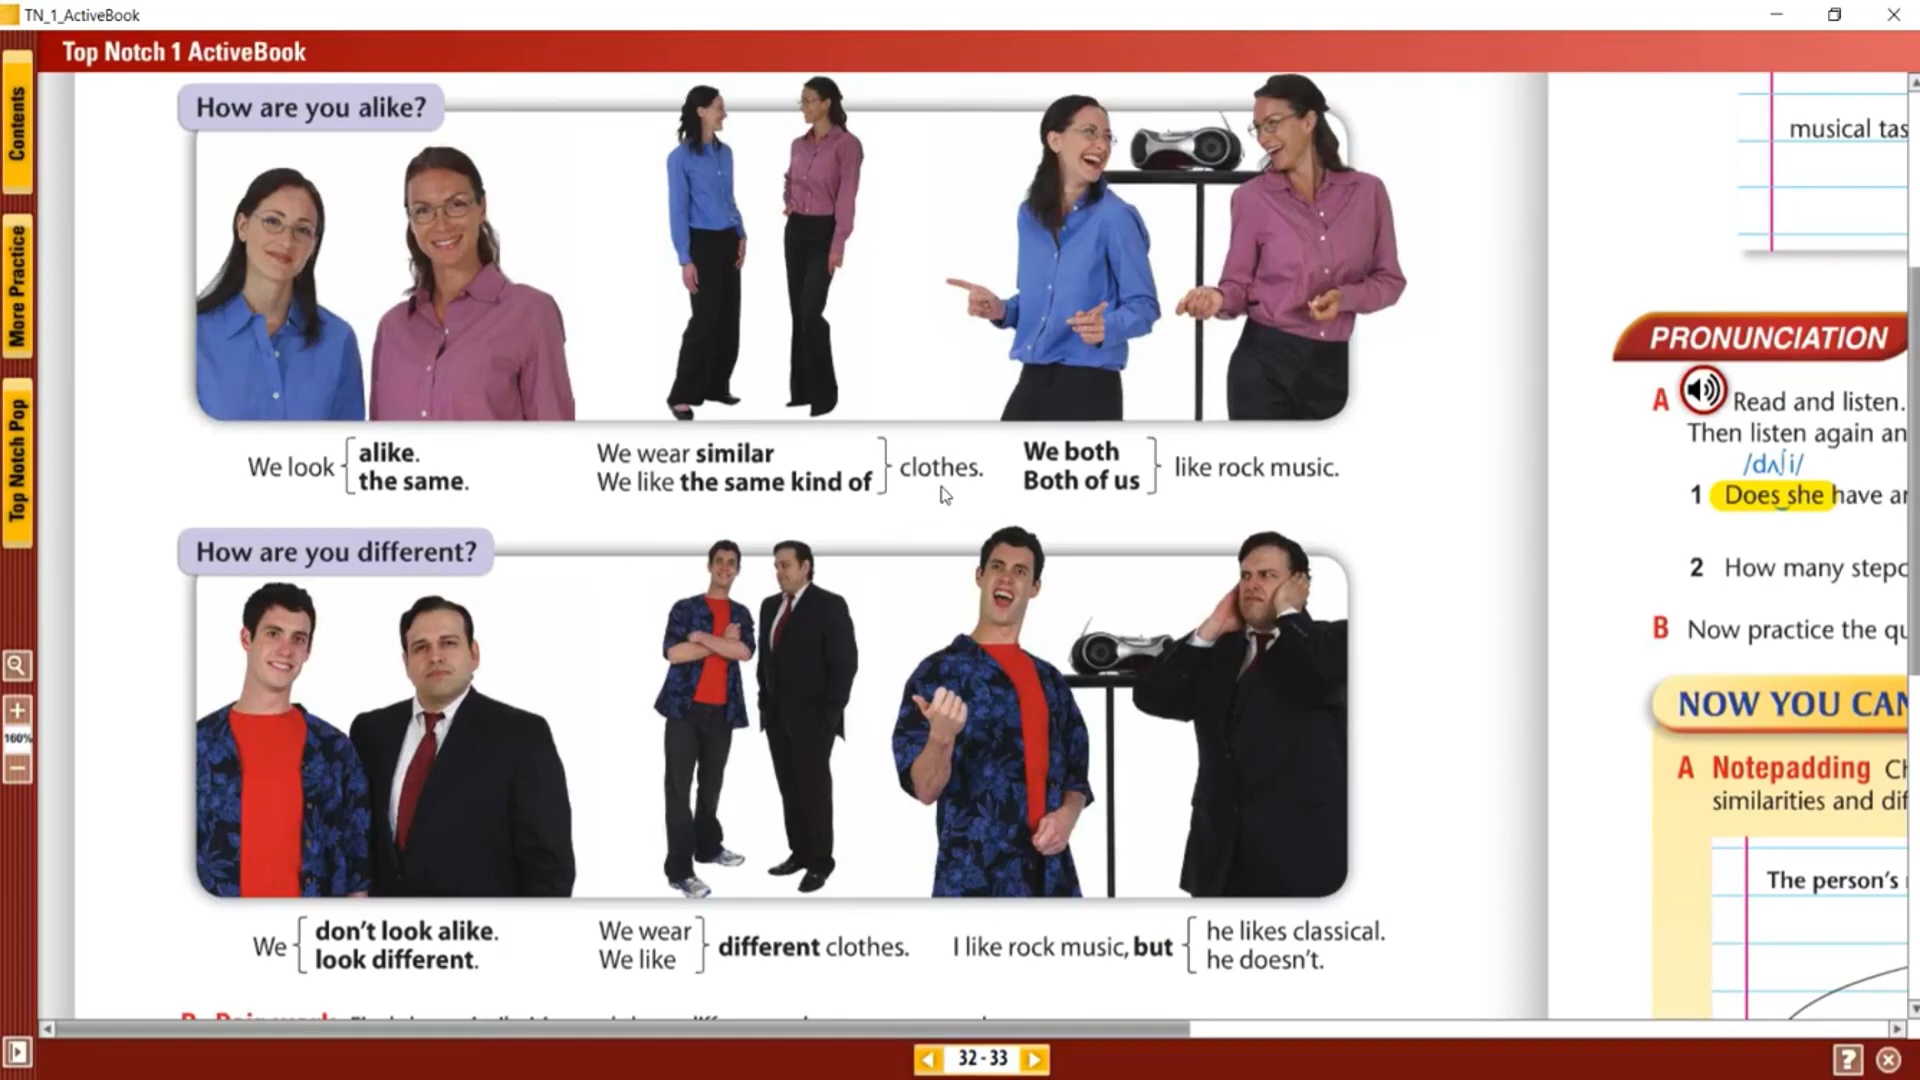 TN_1_ActiveBook
Top Notch 1 ActiveBook
Contents
More Practice
Top Notch Pop
160%
How are you alike?
We look
alike.
the same.
We wear similar
We like the same kind of
clothes.
We both
Both of us
like rock music.
How are you different?
We
don't look alike.
look different.
We wear
We like
different clothes.
I like rock music, but
he likes classical.
he doesn't.
musical tas
PRONUNCIATION
A Read and listen.
Then listen again an
/dʌʃi/
1 Does she have ar
2 How many stepc
B Now practice the qu
NOW YOU CAN
A Notepadding Ch
similarities and dif
The person's
32-33
?